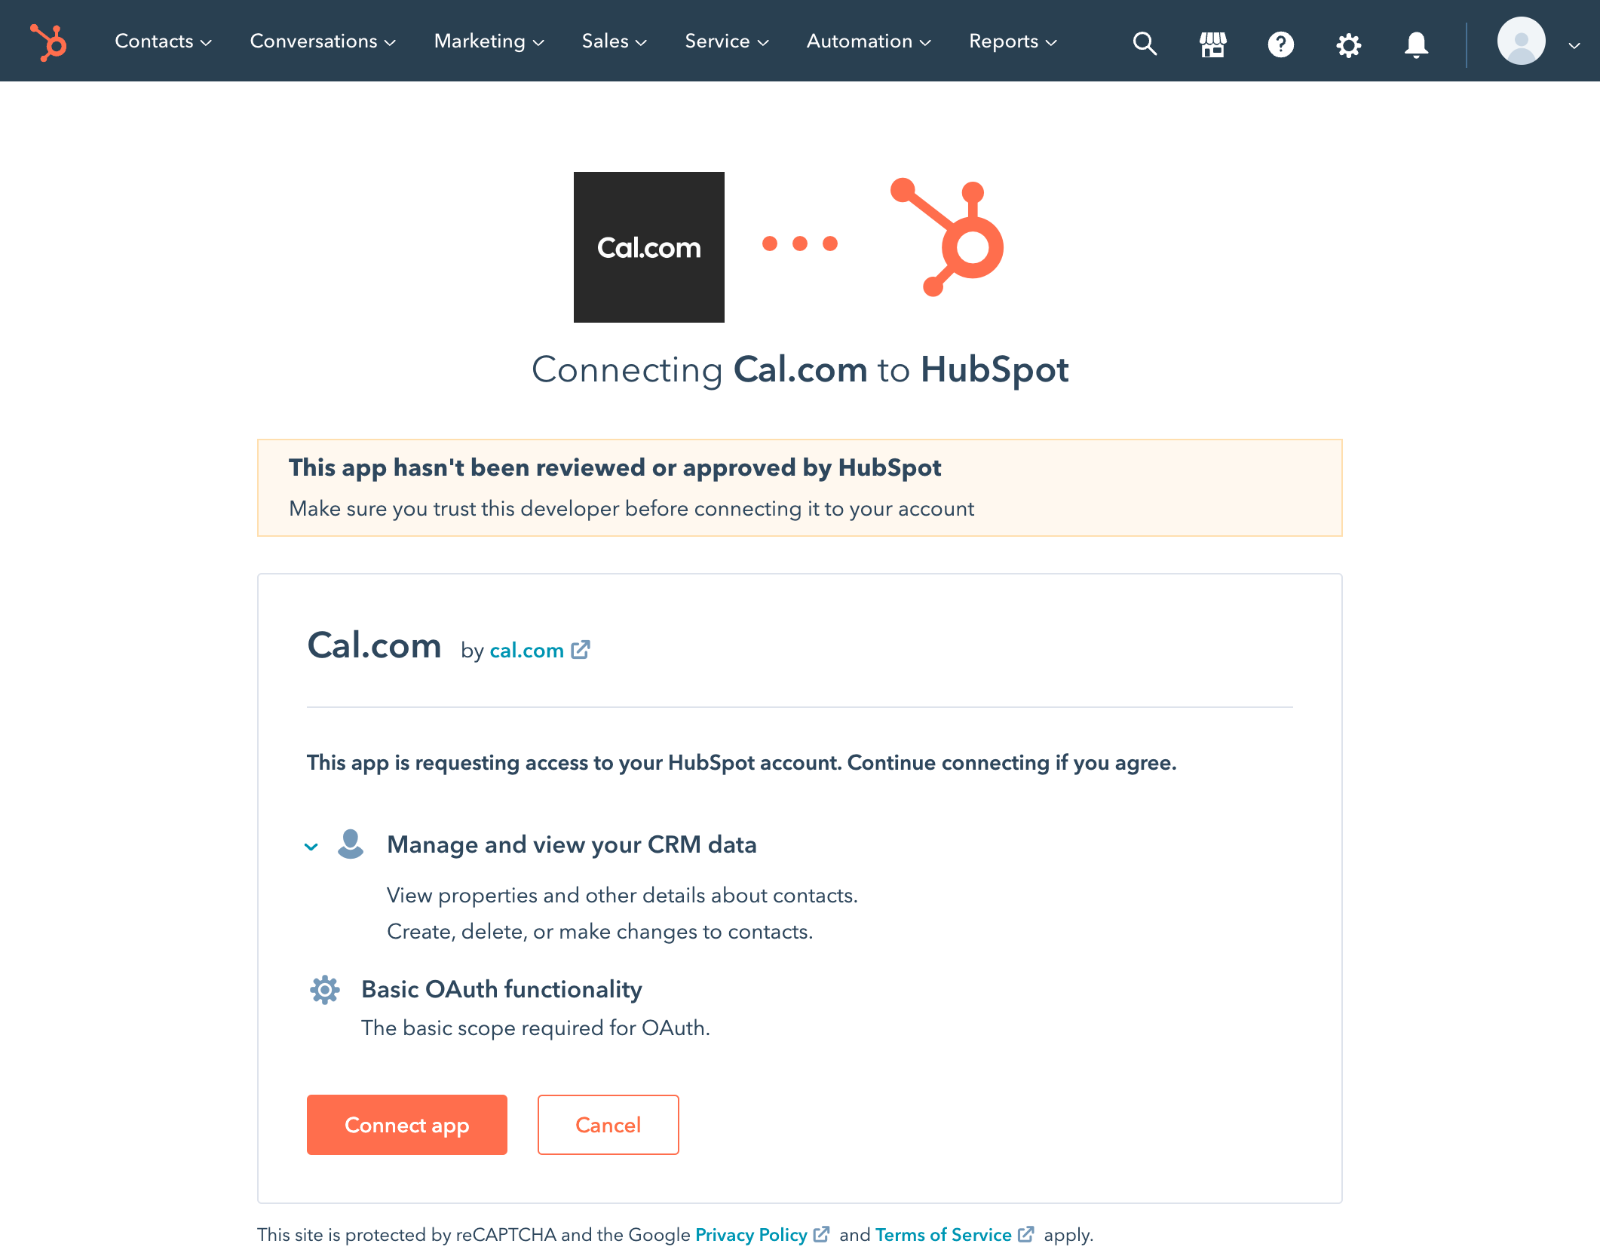 Contacts Conversations Marketing Sales Service Automation Reports
Cal.com
Connecting Cal.com to HubSpot
This app hasn't been reviewed or approved by HubSpot
Make sure you trust this developer before connecting it to your account
Cal.com by cal.com
This app is requesting access to your HubSpot account. Continue connecting if you agree.
Manage and view your CRM data
View properties and other details about contacts.
Create, delete, or make changes to contacts.
Basic OAuth functionality
The basic scope required for OAuth.
Connect app Cancel
This site is protected by reCAPTCHA and the Google Privacy Policy and Terms of Service apply.